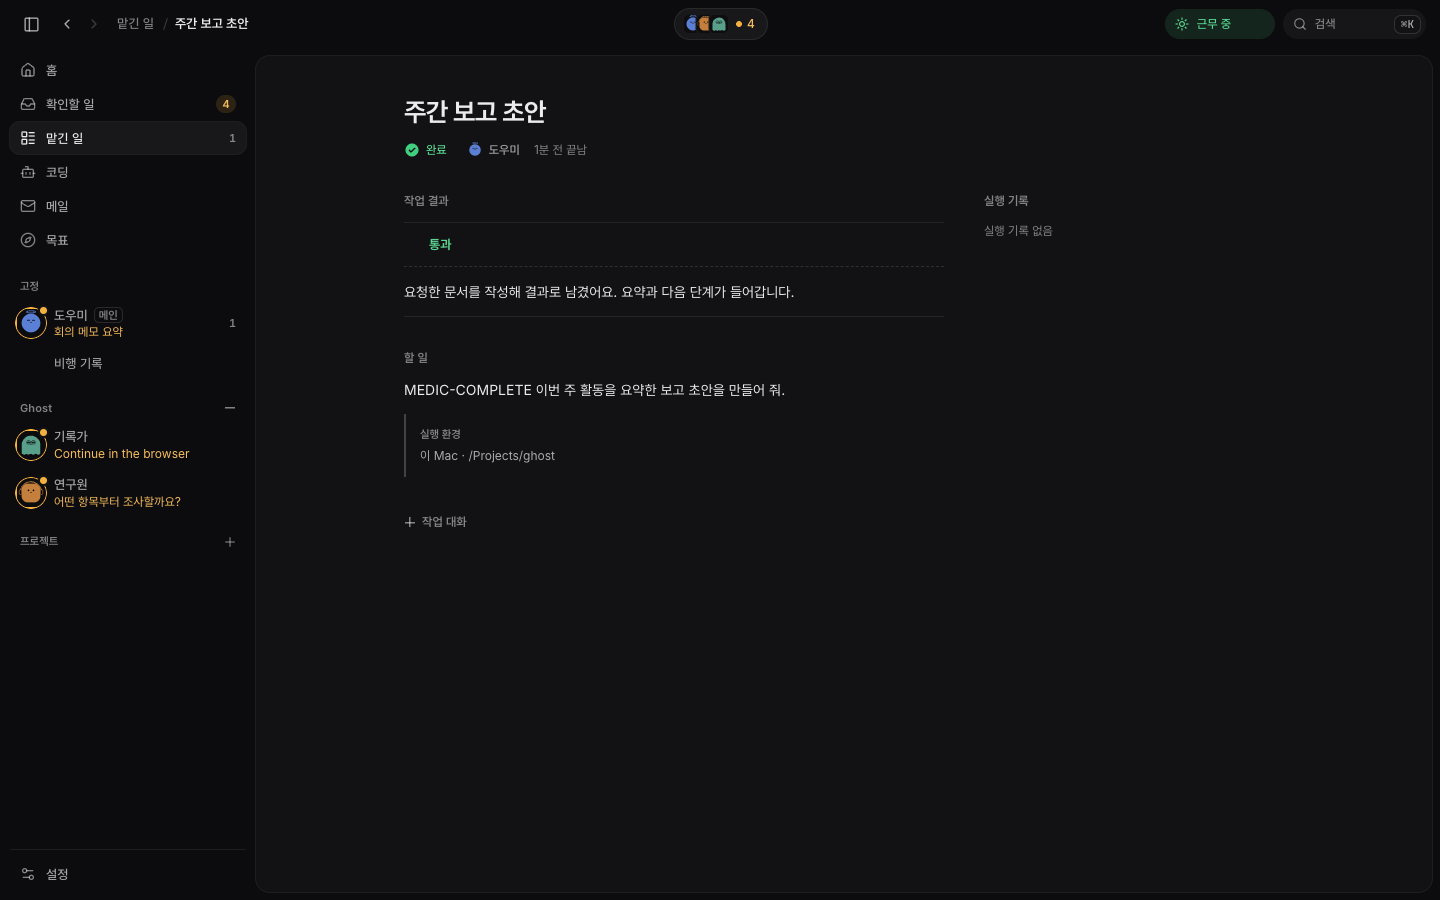 맡긴 일 / 주간 보고 초안
4
근무 중
검색 ⌘K
홈
확인할 일 4
맡긴 일 1
코딩
메일
목표
고정
도우미 메인
회의 메모 요약
1
비행 기록
Ghost
기록가
Continue in the browser
연구원
어떤 항목부터 조사할까요?
프로젝트
설정
주간 보고 초안
완료 도우미 1분 전 끝남
작업 결과
통과
요청한 문서를 작성해 결과로 남겼어요. 요약과 다음 단계가 들어갑니다.
할 일
MEDIC-COMPLETE 이번 주 활동을 요약한 보고 초안을 만들어 줘.
실행 환경
이 Mac · /Projects/ghost
작업 대화
실행 기록
실행 기록 없음